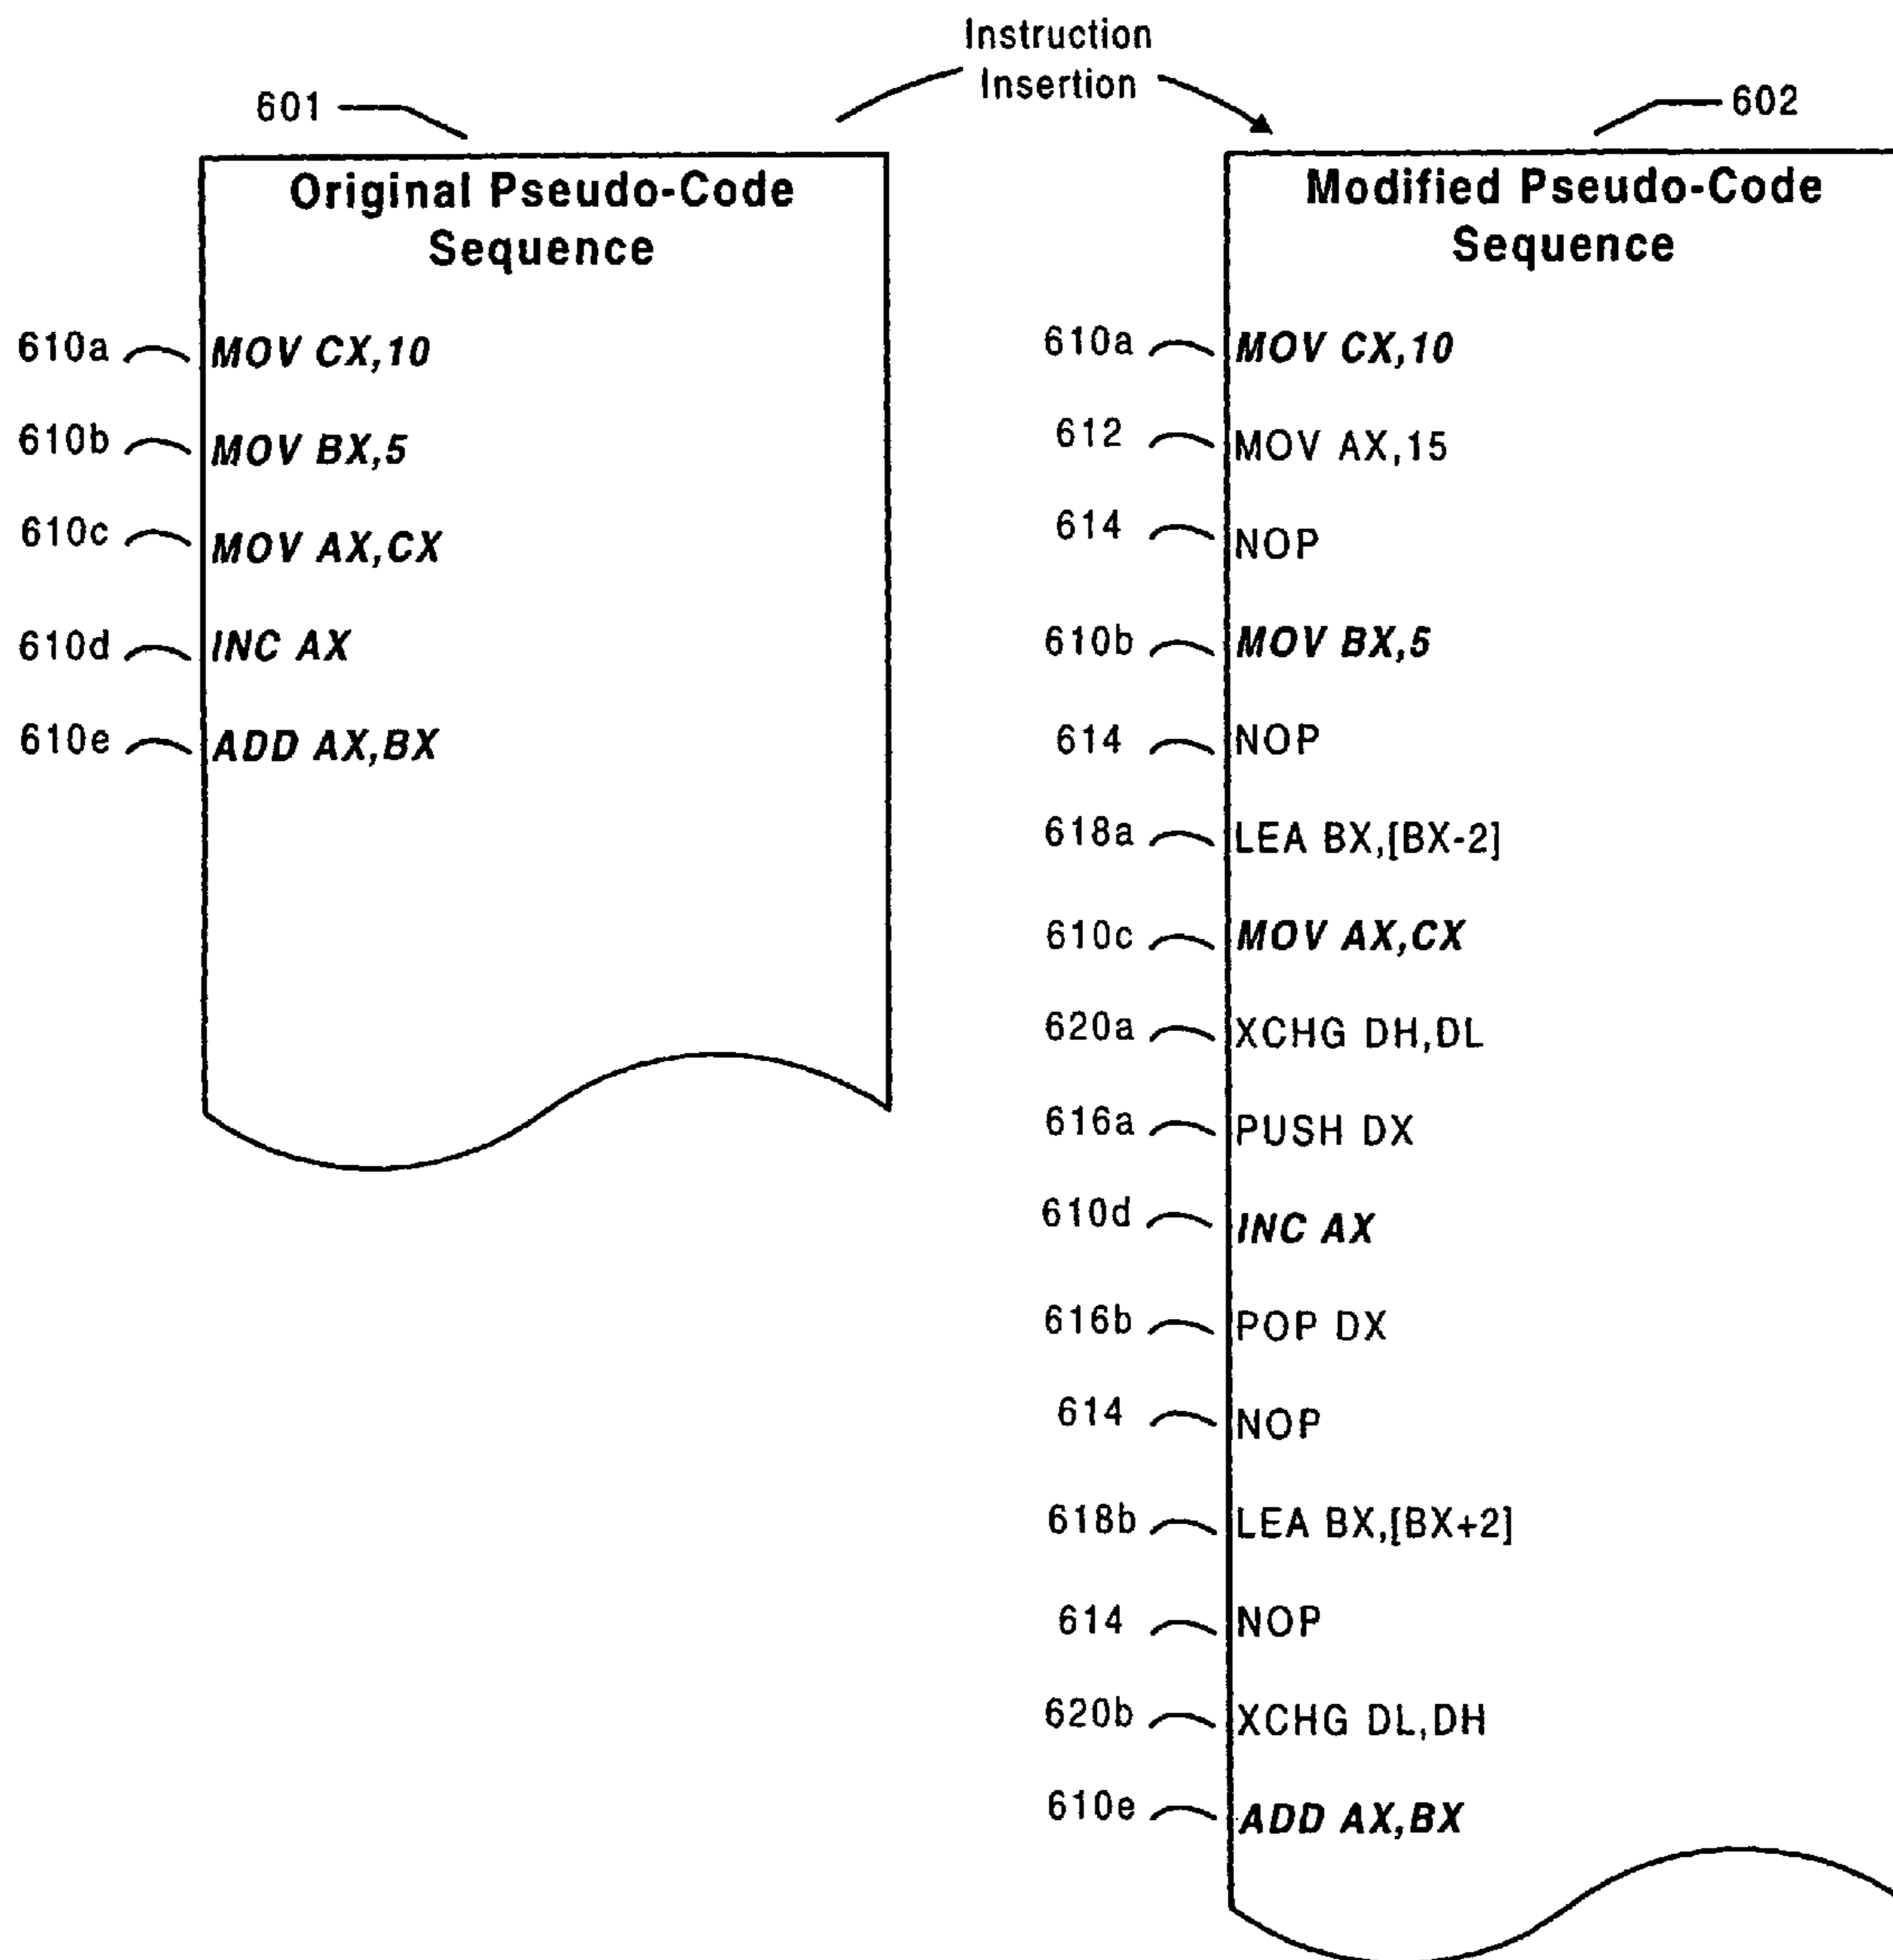 Instruction
Insertion
601
602
Original Pseudo-Code
Sequence
610a MOV CX,10
610b MOV BX,5
610c MOV AX,CX
610d INC AX
610e ADD AX,BX
Modified Pseudo-Code
Sequence
610a MOV CX,10
612 MOV AX,15
614 NOP
610b MOV BX,5
614 NOP
618a LEA BX,[BX-2]
610c MOV AX,CX
620a XCHG DH,DL
616a PUSH DX
610d INC AX
616b POP DX
614 NOP
618b LEA BX,[BX+2]
614 NOP
620b XCHG DL,DH
610e ADD AX,BX